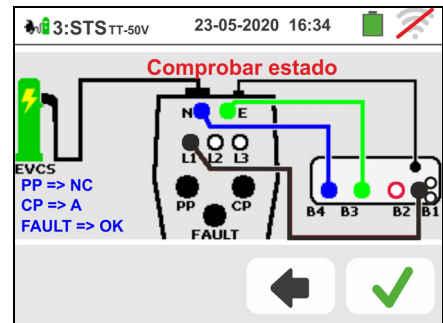 3:STS TT-50V 23-05-2020 16:34
Comprobar estado
N E
L1 L2 L3
EVCS
PP => NC
CP => A
FAULT => OK
PP CP
FAULT
B4 B3 B2 B1